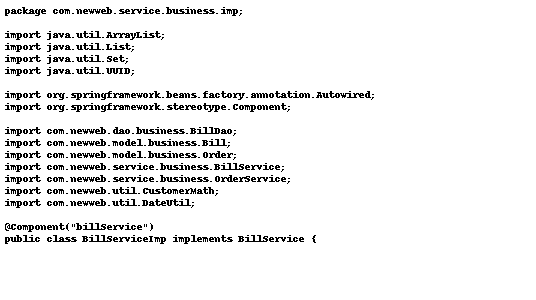 package com.newweb.service.business.imp;

import java.util.ArrayList;
import java.util.List;
import java.util.Set;
import java.util.UUID;

import org.springframework.beans.factory.annotation.Autowired;
import org.springframework.stereotype.Component;

import com.newweb.dao.business.BillDao;
import com.newweb.model.business.Bill;
import com.newweb.model.business.Order;
import com.newweb.service.business.BillService;
import com.newweb.service.business.OrderService;
import com.newweb.util.CustomerMath;
import com.newweb.util.DateUtil;

@Component("billService")
public class BillServiceImp implements BillService {